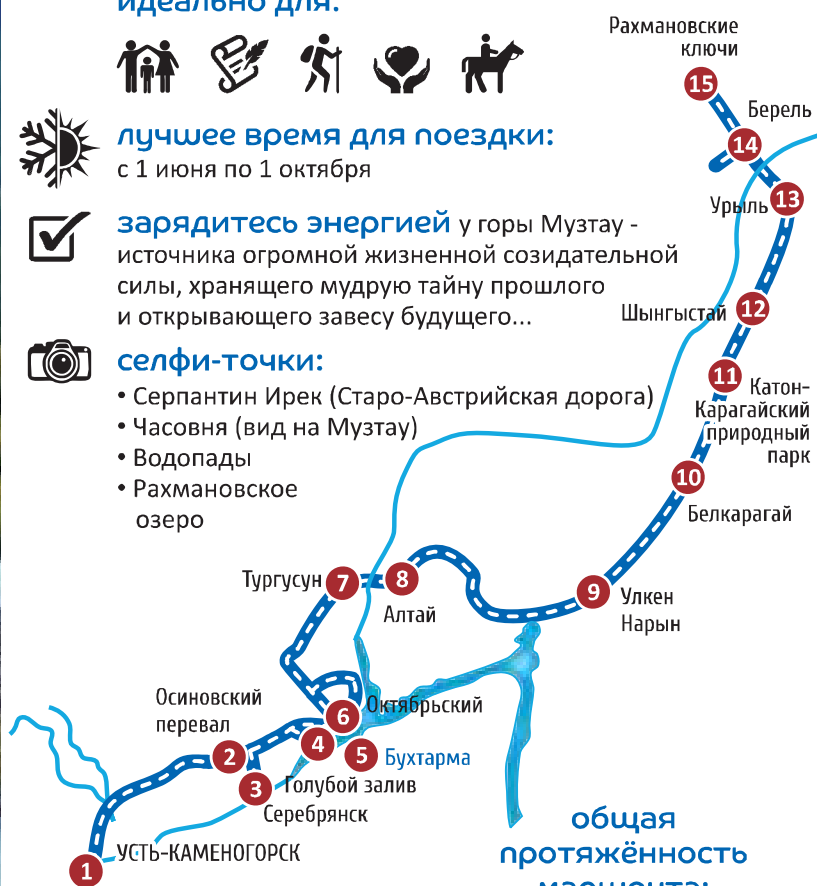 идеально для:
лучшее время для поездки:
с 1 июня по 1 октября
зарядитесь энергией у горы Музтау -
источника огромной жизненной созидательной
силы, хранящего мудрую тайну прошлого
и открывающего завесу будущего...
селфи-точки:
• Серпантин Ирек (Старо-Австрийская дорога)
• Часовня (вид на Музтау)
• Водопады
• Рахмановское
озеро
Рахмановские
ключи
15
Берель
14
13
Урыль
Шынгыстай
12
11
Катон-
Карагайский
природный
парк
10
Белкарагай
9
Улкен
Нарын
Тургусун
7
8
Алтай
Осиновский
перевал
Октябрьский
6
2
4
5
Бухтарма
3
Голубой залив
Серебрянск
УСТЬ-КАМЕНОГОРСК
1
общая
протяжённость
маршрута: